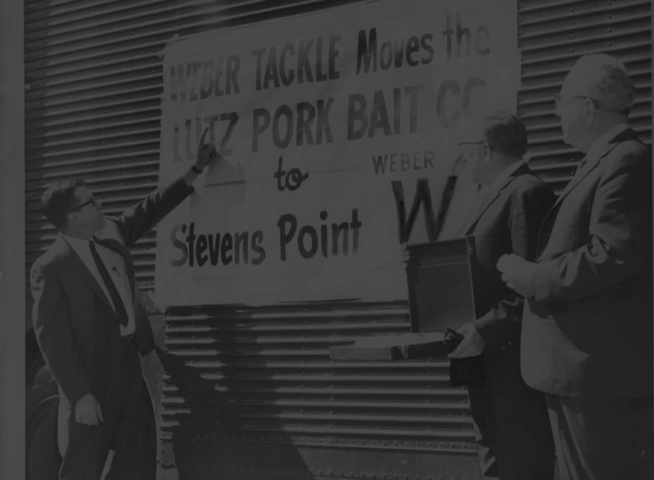 WEBER TACKLE Moves the
LUTZ PORK BAIT CO.
to
WEBER
W
Stevens Point